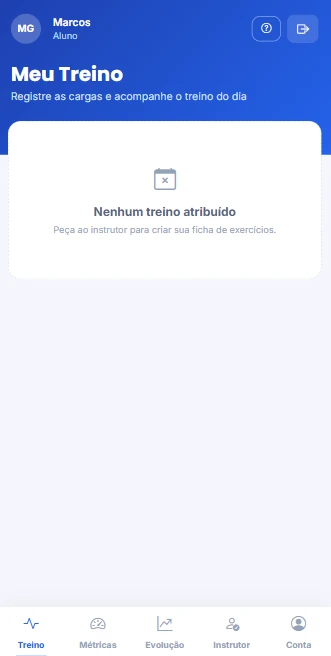 MG
Marcos
Aluno
Meu Treino
Registre as cargas e acompanhe o treino do dia
Nenhum treino atribuído
Peça ao instrutor para criar sua ficha de exercícios.
Treino
Métricas
Evolução
Instrutor
Conta